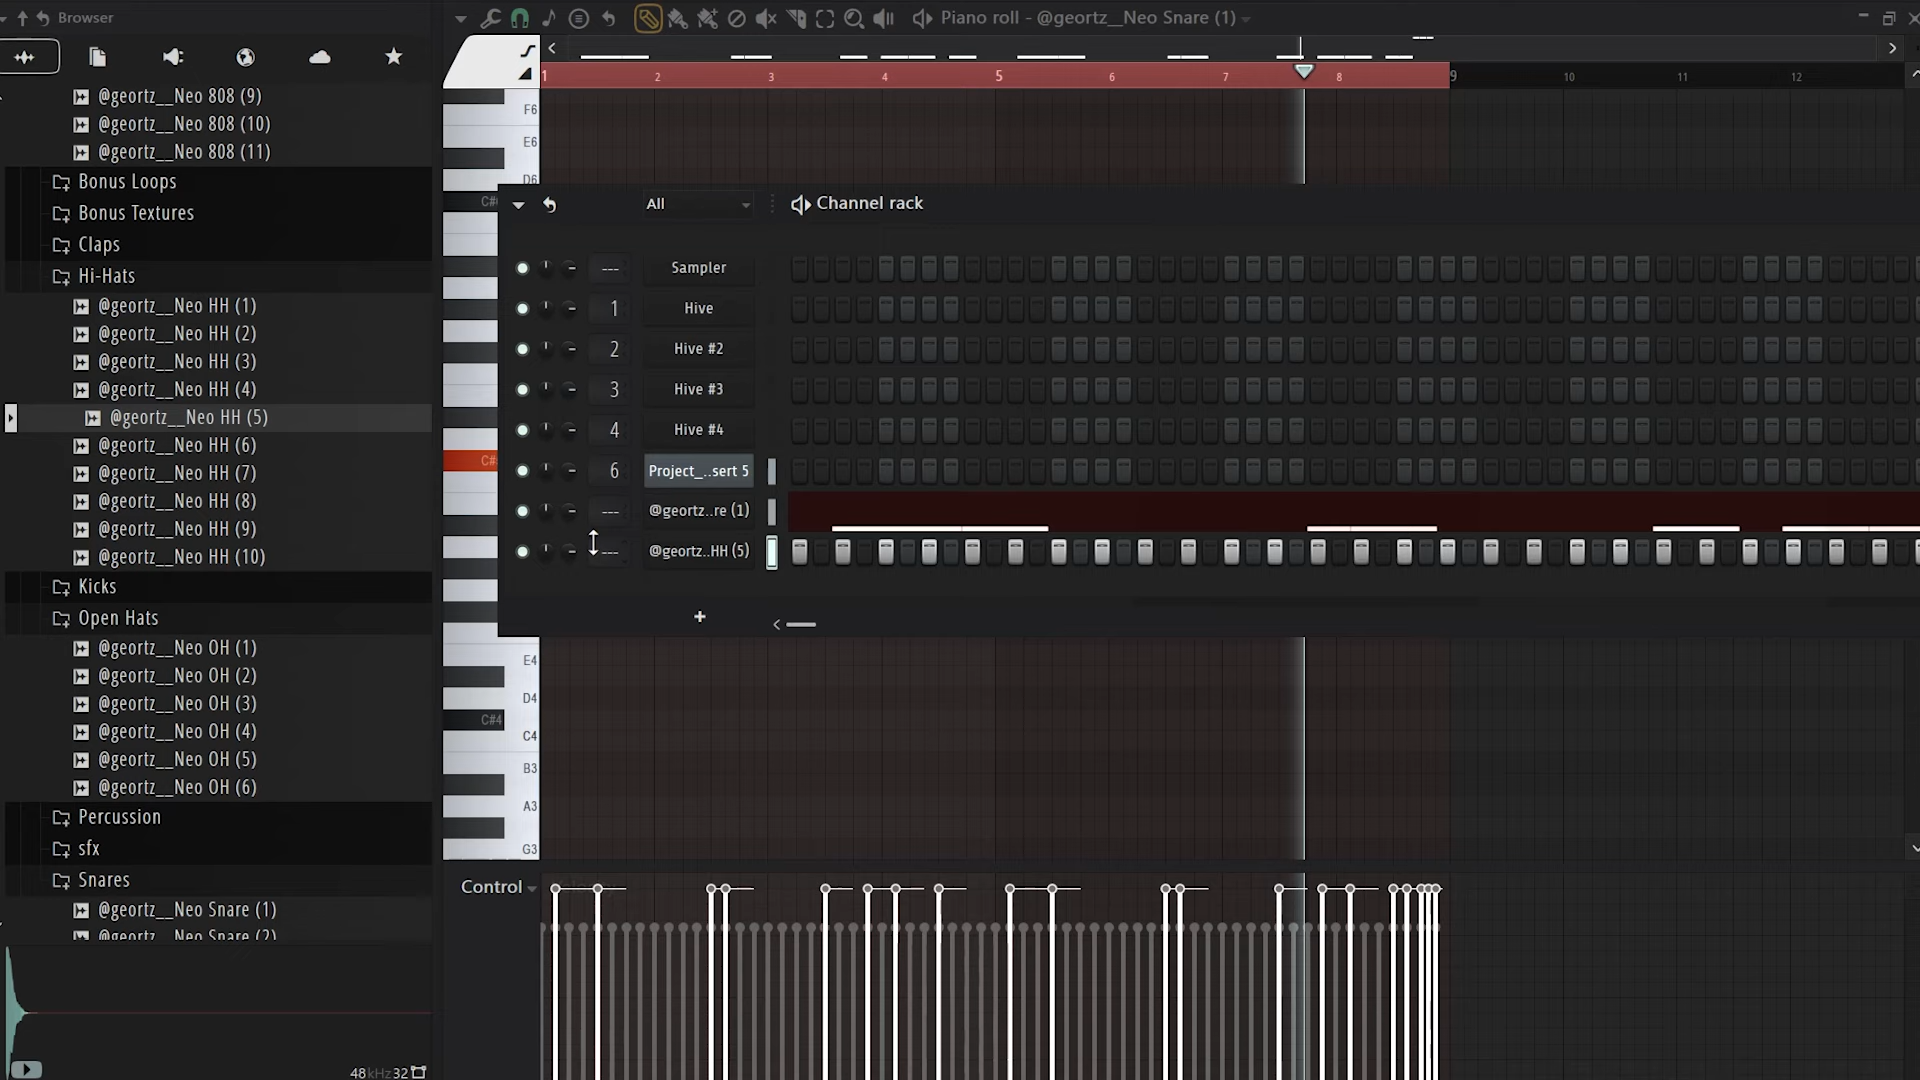 Browser
Piano roll - @geortz__Neo Snare (1)
1 2 3 4 5 6 7 8 9 10 11 12
@geortz__Neo 808 (9)
@geortz__Neo 808 (10)
@geortz__Neo 808 (11)
Bonus Loops
Bonus Textures
Claps
Hi-Hats
@geortz__Neo HH (1)
@geortz__Neo HH (2)
@geortz__Neo HH (3)
@geortz__Neo HH (4)
@geortz__Neo HH (5)
@geortz__Neo HH (6)
@geortz__Neo HH (7)
@geortz__Neo HH (8)
@geortz__Neo HH (9)
@geortz__Neo HH (10)
Kicks
Open Hats
@geortz__Neo OH (1)
@geortz__Neo OH (2)
@geortz__Neo OH (3)
@geortz__Neo OH (4)
@geortz__Neo OH (5)
@geortz__Neo OH (6)
Percussion
sfx
Snares
@geortz__Neo Snare (1)
@geortz__Neo Snare (2)
48kHz 32
F6
E6
D6
All
Channel rack
--- Sampler
1 Hive
2 Hive #2
3 Hive #3
4 Hive #4
6 Project_..sert 5
--- @geortz..re (1)
--- @geortz..HH (5)
+
E4
D4
C#4
C4
B3
A3
G3
Control